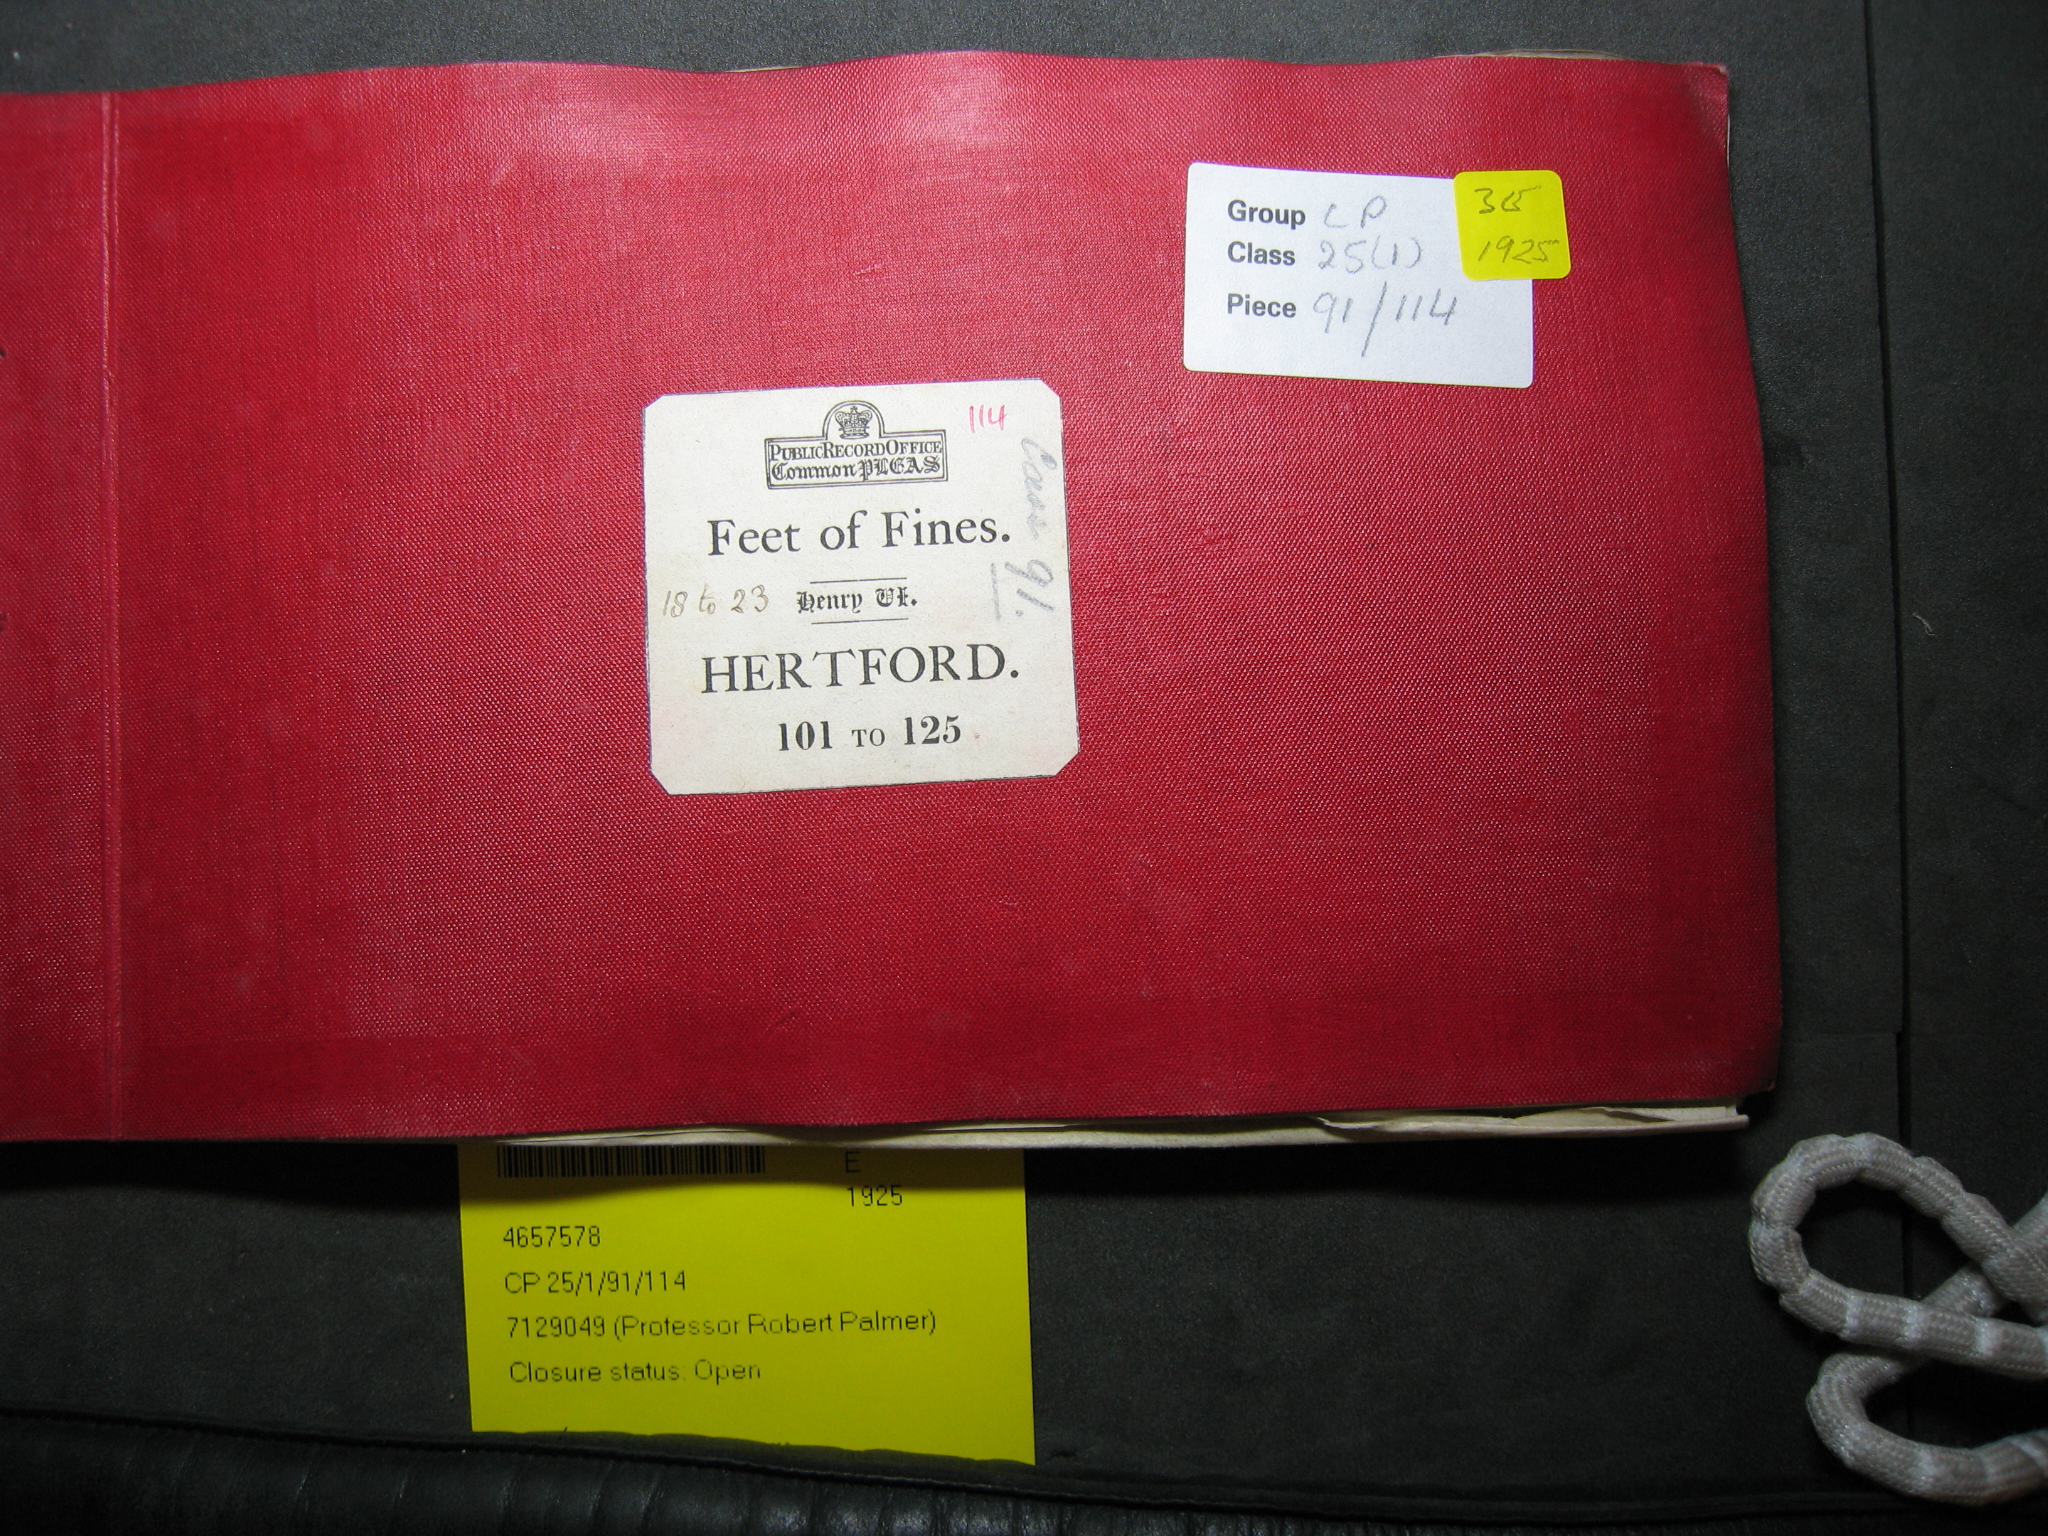 Group CP
Class 25(1)
Piece 91/114
1925
114
PUBLIC RECORD OFFICE
Common PLEAS
Case 91.
Feet of Fines.
18 to 23 Henry VI.
HERTFORD.
101 TO 125
E
1925
4657578
CP 25/1/91/114
7129049 (Professor Robert Palmer)
Closure status: Open